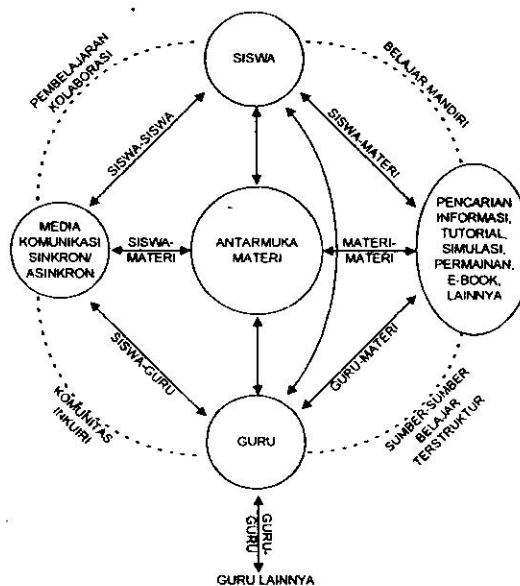 SISWA
PEMBELAJARAN
KOLABORASI
BELAJAR MANDIRI
SISWA-SISWA
SISWA-MATERI
MEDIA
KOMUNIKASI
SINKRON/
ASINKRON
SISWA-
MATERI
ANTARMUKA
MATERI
MATERI-
MATERI
PENCARIAN
INFORMASI,
TUTORIAL,
SIMULASI,
PERMAINAN,
E-BOOK,
LAINNYA
SISWA-GURU
GURU-MATERI
KOMUNITAS
INKUIRI
GURU
SUMBER-SUMBER
BELAJAR
TERSTRUKTUR
GURU-
GURU
GURU LAINNYA